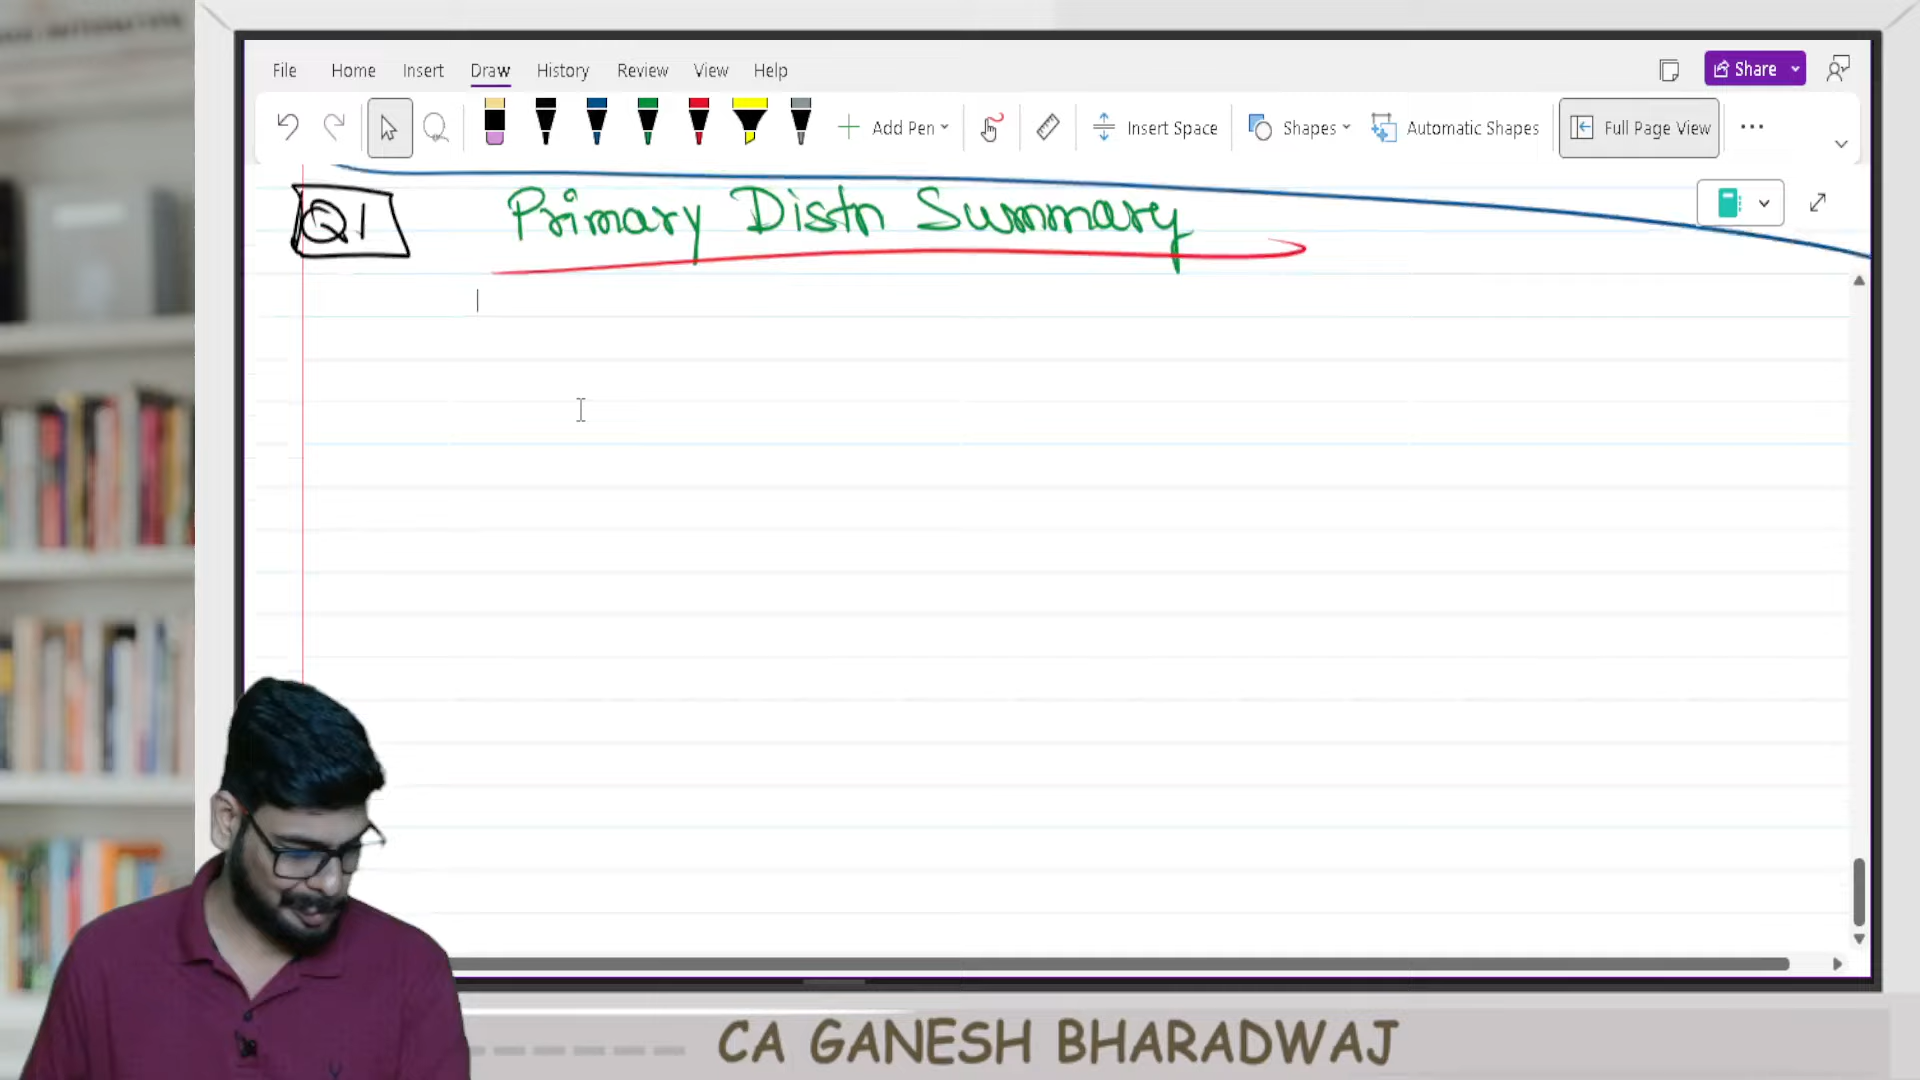 File Home Insert Draw History Review View Help Share
Add Pen Insert Space Shapes Automatic Shapes Full Page View
Q1 Primary Distn Summary
CA GANESH BHARADWAJ